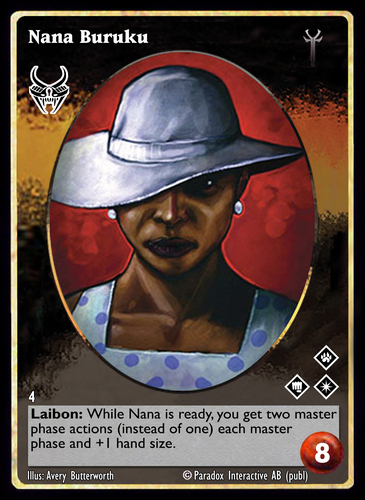 Nana Buruku
4
Laibon: While Nana is ready, you get two master
phase actions (instead of one) each master
phase and +1 hand size.
8
Illus: Avery Butterworth
© Paradox Interactive AB (publ)